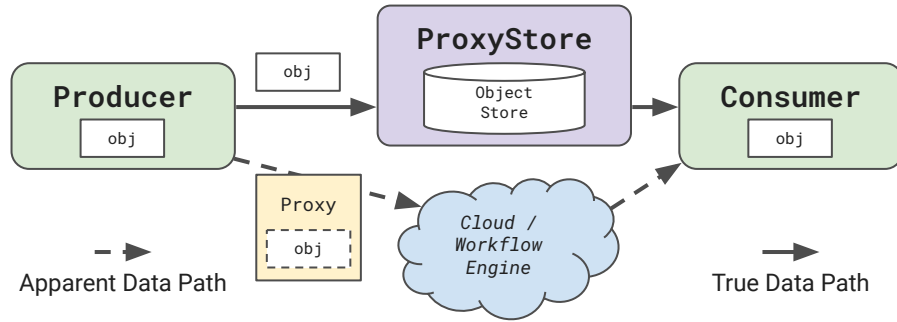 ProxyStore
obj
Object
Store
Producer
obj
Consumer
obj
Proxy
obj
Cloud /
Workflow
Engine
Apparent Data Path
True Data Path